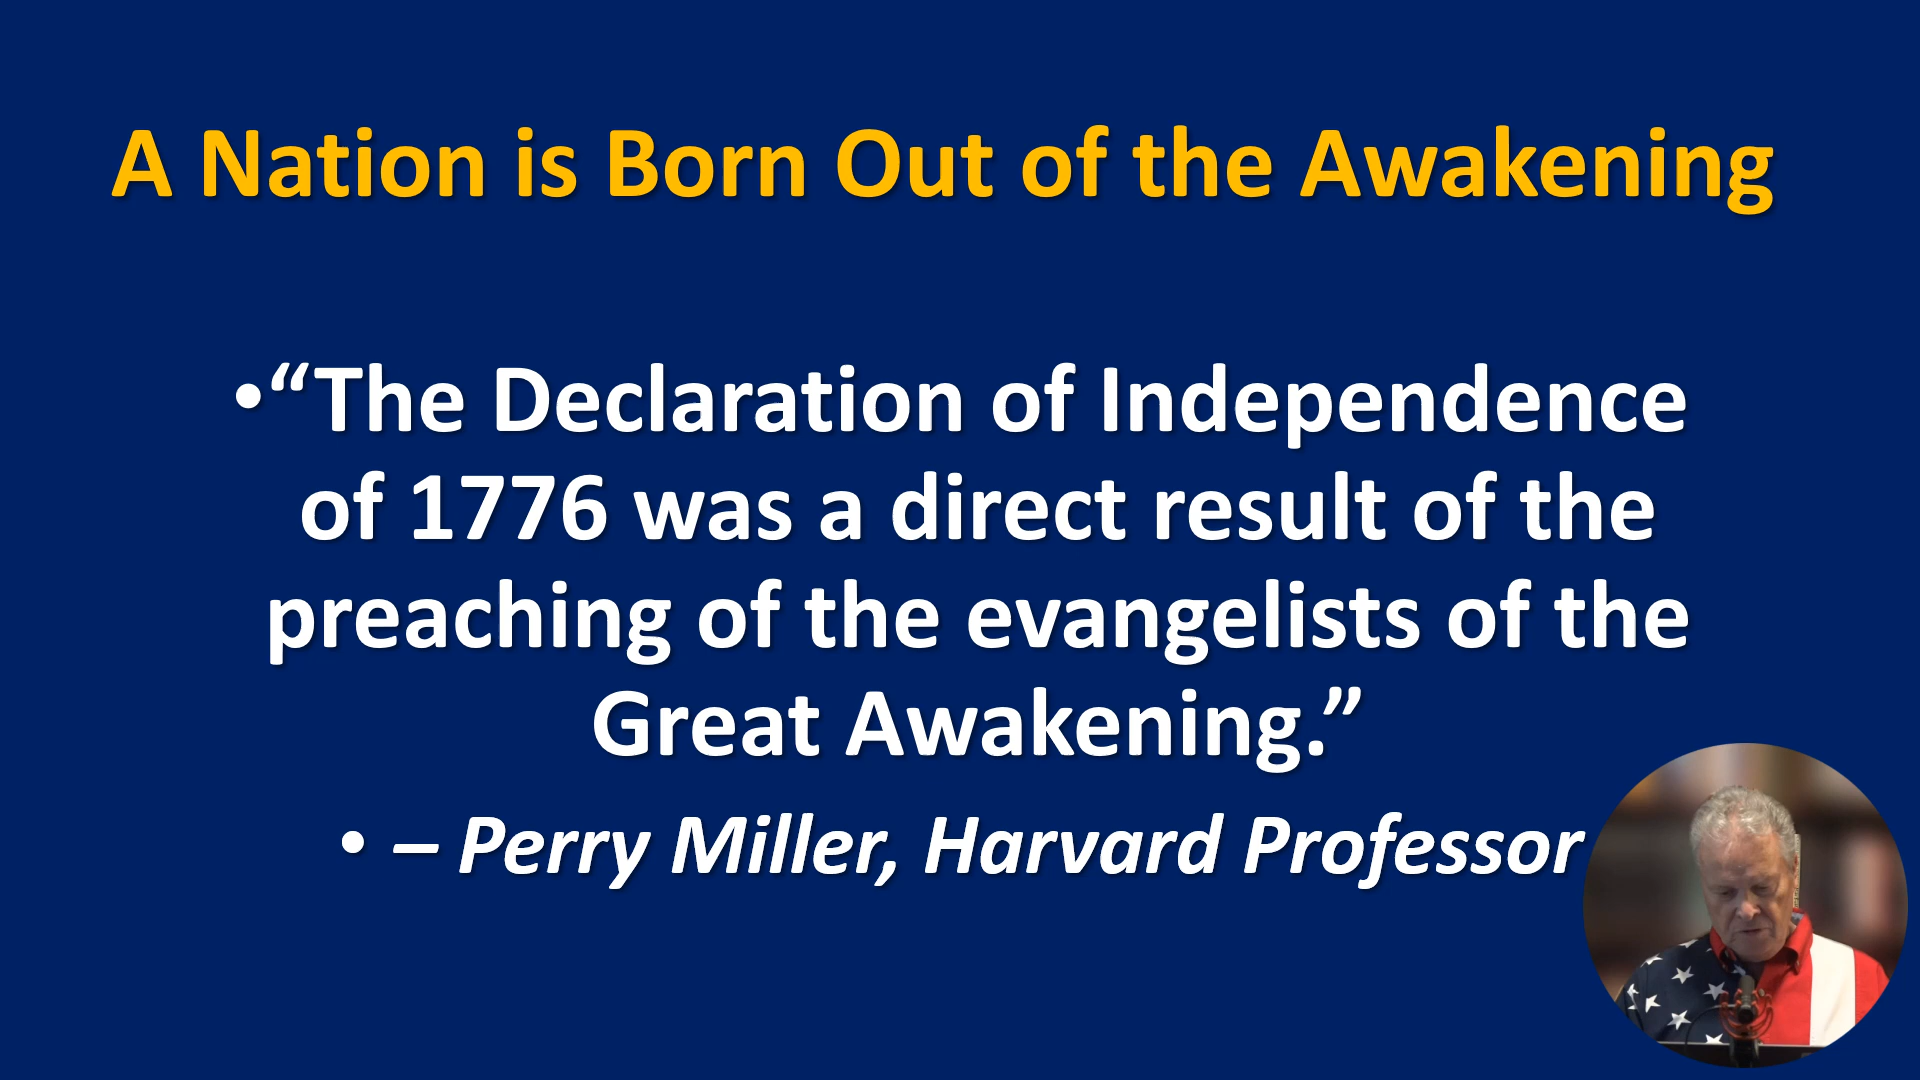 A Nation is Born Out of the Awakening
•“The Declaration of Independence
of 1776 was a direct result of the
preaching of the evangelists of the
Great Awakening.”
• – Perry Miller, Harvard Professor